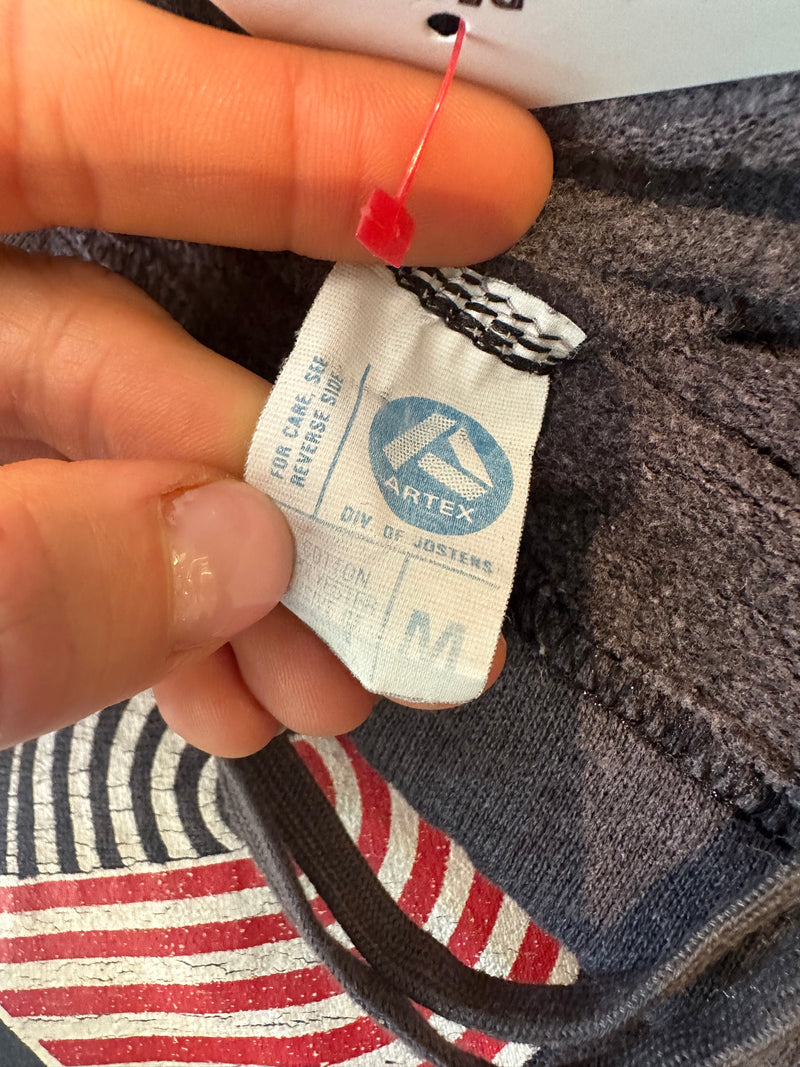 FOR CARE, SEE
REVERSE SIDE
ARTEX
DIV OF JOSTENS
M